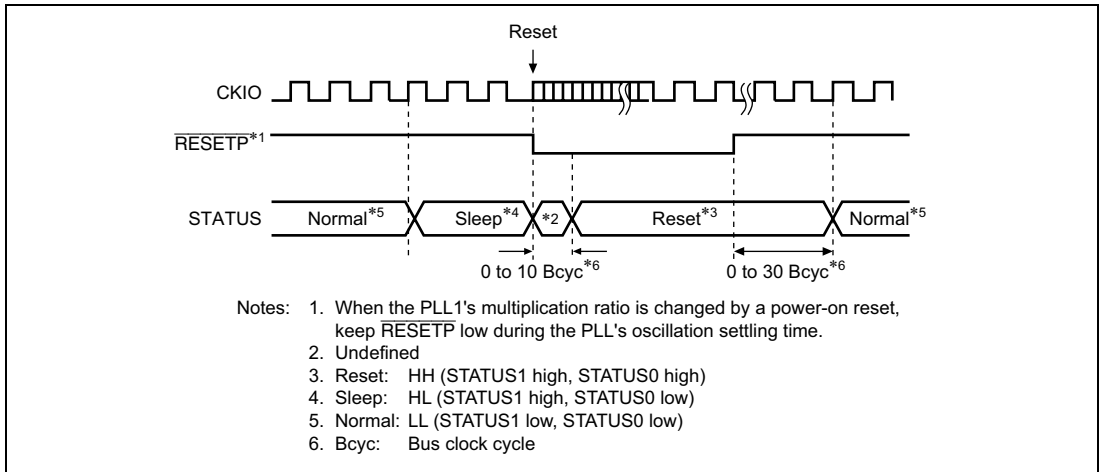 Reset
CKIO
RESETP*1
STATUS Normal*5 Sleep*4 *2 Reset*3 Normal*5
0 to 10 Bcyc*6 0 to 30 Bcyc*6
Notes: 1. When the PLL1's multiplication ratio is changed by a power-on reset,
keep RESETP low during the PLL's oscillation settling time.
2. Undefined
3. Reset: HH (STATUS1 high, STATUS0 high)
4. Sleep: HL (STATUS1 high, STATUS0 low)
5. Normal: LL (STATUS1 low, STATUS0 low)
6. Bcyc: Bus clock cycle